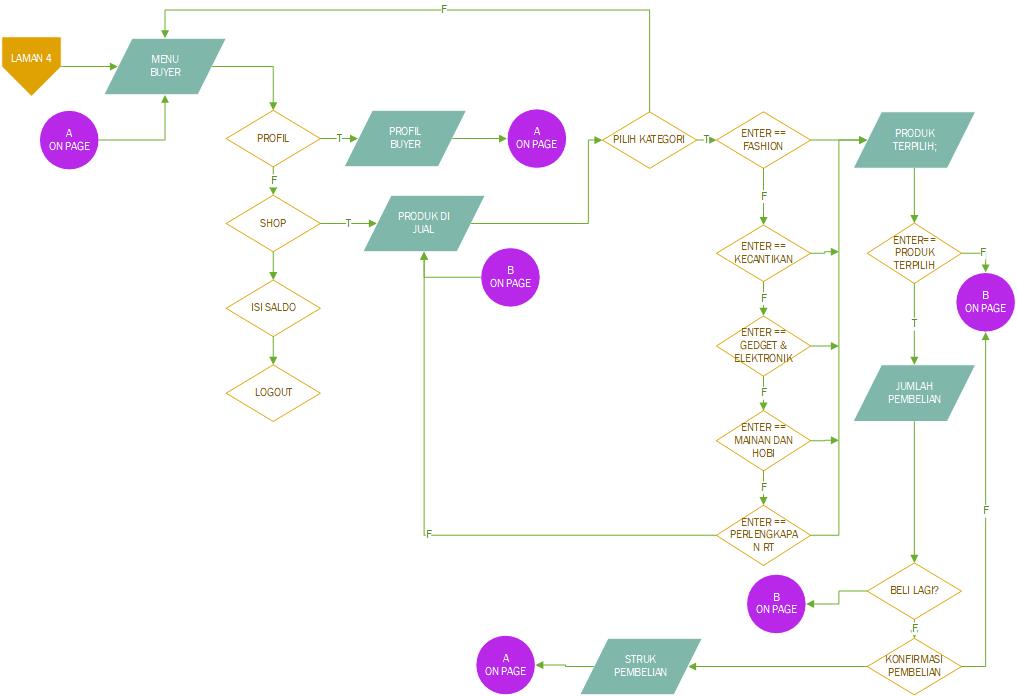 F
LAMAN 4
MENU
BUYER
A
ON PAGE
PROFIL
T
PROFIL
BUYER
A
ON PAGE
F
SHOP
T
PRODUK DI
JUAL
B
ON PAGE
ISI SALDO
LOGOUT
PILIH KATEGORI
T
ENTER ==
FASHION
F
ENTER ==
KECANTIKAN
F
ENTER ==
GEDGET &
ELEKTRONIK
F
ENTER ==
MAINAN DAN
HOBI
F
ENTER ==
PERLENGKAPA
N RT
F
PRODUK
TERPILIH;
ENTER==
PRODUK
TERPILIH
F
B
ON PAGE
T
JUMLAH
PEMBELIAN
F
BELI LAGI?
B
ON PAGE
F
KONFIRMASI
PEMBELIAN
STRUK
PEMBELIAN
A
ON PAGE